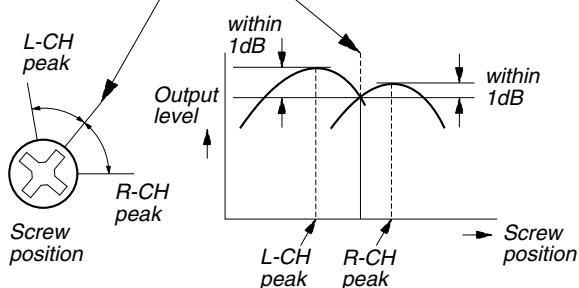 L-CH
peak
R-CH
peak
Screw
position
within
1dB
Output
level
within
1dB
L-CH
peak
R-CH
peak
Screw
position